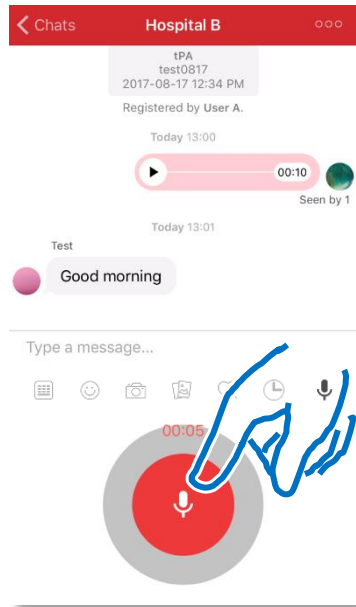 Chats
Hospital B
tPA
test0817
2017-08-17 12:34 PM
Registered by User A.
Today 13:00
00:10
Seen by 1
Today 13:01
Test
Good morning
Type a message...
00:05